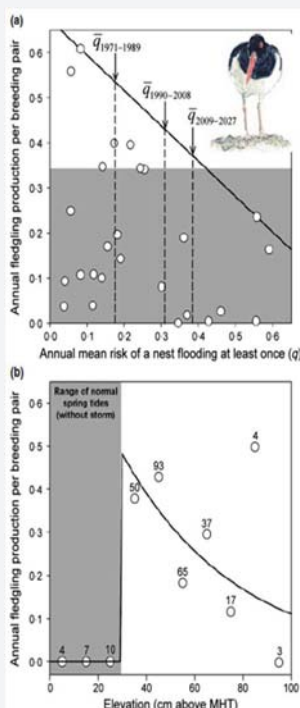 (a)
Annual fledgling production per breeding pair
0·6
0·5
0·4
0·3
0·2
0·1
0·0
q̄1971–1989
q̄1990–2008
q̄2009–2027
0·0 0·1 0·2 0·3 0·4 0·5 0·6
Annual mean risk of a nest flooding at least once (q)
(b)
Annual fledgling production per breeding pair
0·6
0·5
0·4
0·3
0·2
0·1
0·0
Range of normal
spring tides
(without storm)
4
93
50
37
65
17
4 7 10
3
0 20 40 60 80 100
Elevation (cm above MHT)